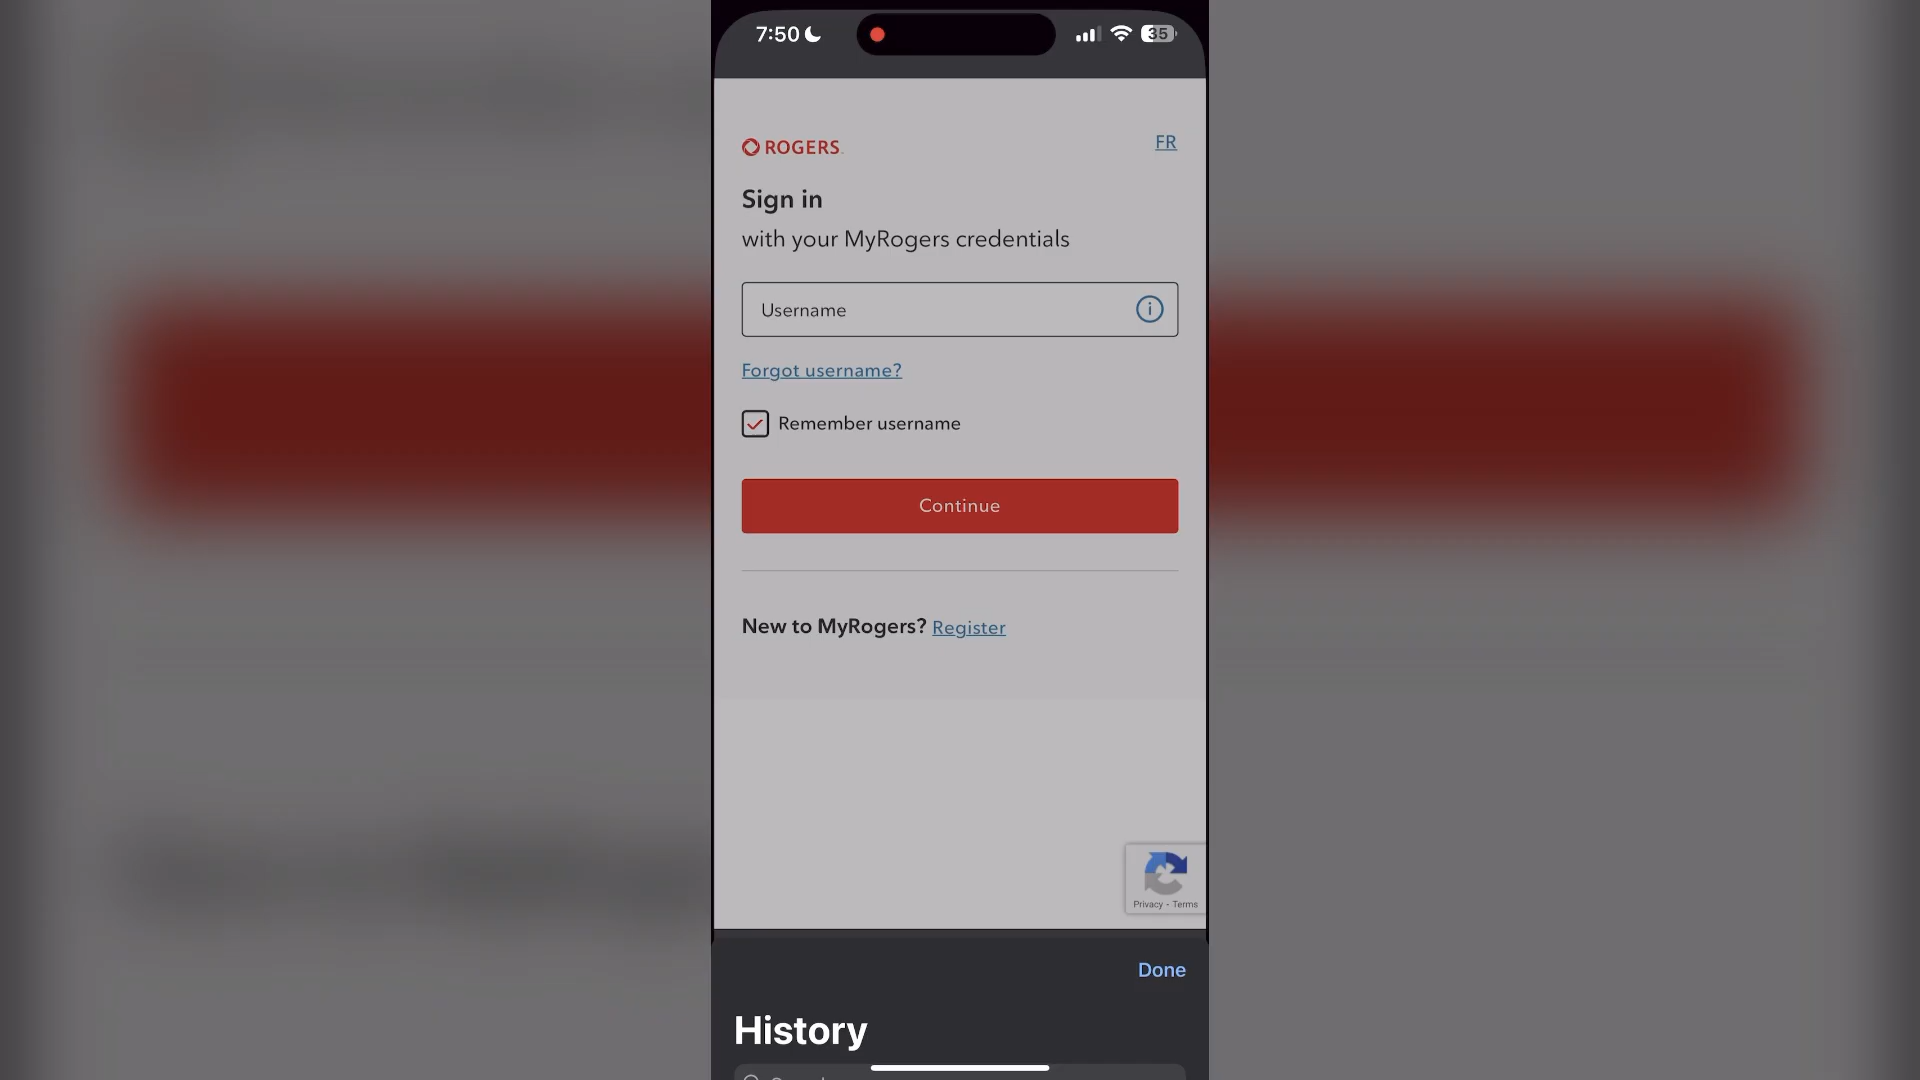 7:50
35
ROGERS
FR
Sign in
with your MyRogers credentials
Username
Forgot username?
Remember username
Continue
New to MyRogers? Register
Privacy - Terms
Done
History